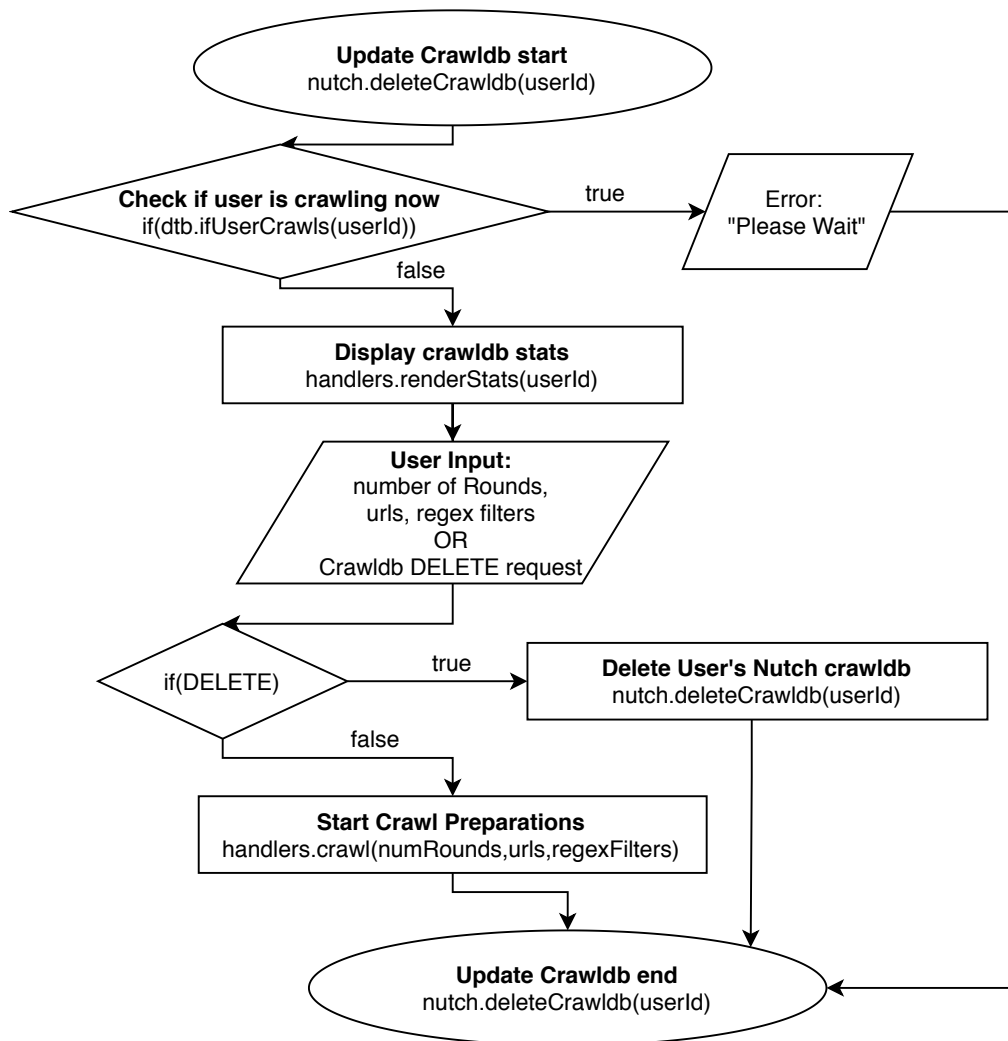 Update Crawldb start
nutch.deleteCrawldb(userId)
Check if user is crawling now
if(dtb.ifUserCrawls(userId))
true
Error:
"Please Wait"
false
Display crawldb stats
handlers.renderStats(userId)
User Input:
number of Rounds,
urls, regex filters
OR
Crawldb DELETE request
if(DELETE)
true
Delete User's Nutch crawldb
nutch.deleteCrawldb(userId)
false
Start Crawl Preparations
handlers.crawl(numRounds,urls,regexFilters)
Update Crawldb end
nutch.deleteCrawldb(userId)